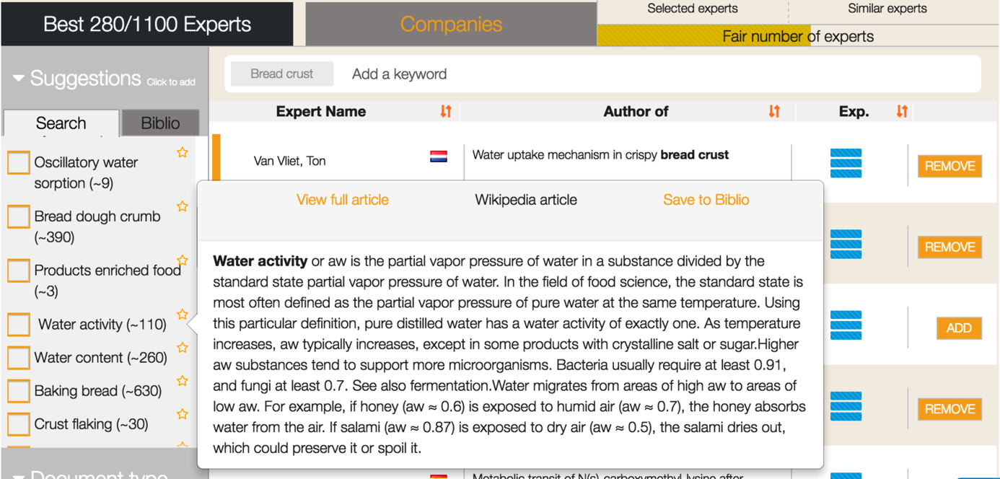 Best 280/1100 Experts
Companies
Selected experts
Similar experts
Fair number of experts
Suggestions Click to add
Search
Biblio
Oscillatory water
sorption (~9)
Bread dough crumb
(~390)
Products enriched food
(~3)
Water activity (~110)
Water content (~260)
Baking bread (~630)
Crust flaking (~30)
Document type
Bread crust
Add a keyword
Expert Name
Author of
Exp.
Van Vliet, Ton
Water uptake mechanism in crispy bread crust
REMOVE
REMOVE
ADD
REMOVE
View full article
Wikipedia article
Save to Biblio
Water activity or aw is the partial vapor pressure of water in a substance divided by the
standard state partial vapor pressure of water. In the field of food science, the standard state is
most often defined as the partial vapor pressure of pure water at the same temperature. Using
this particular definition, pure distilled water has a water activity of exactly one. As temperature
increases, aw typically increases, except in some products with crystalline salt or sugar.Higher
aw substances tend to support more microorganisms. Bacteria usually require at least 0.91,
and fungi at least 0.7. See also fermentation.Water migrates from areas of high aw to areas of
low aw. For example, if honey (aw ≈ 0.6) is exposed to humid air (aw ≈ 0.7), the honey absorbs
water from the air. If salami (aw ≈ 0.87) is exposed to dry air (aw ≈ 0.5), the salami dries out,
which could preserve it or spoil it.
Metabolic transit of N(s)-carboxymethyl-lysine after